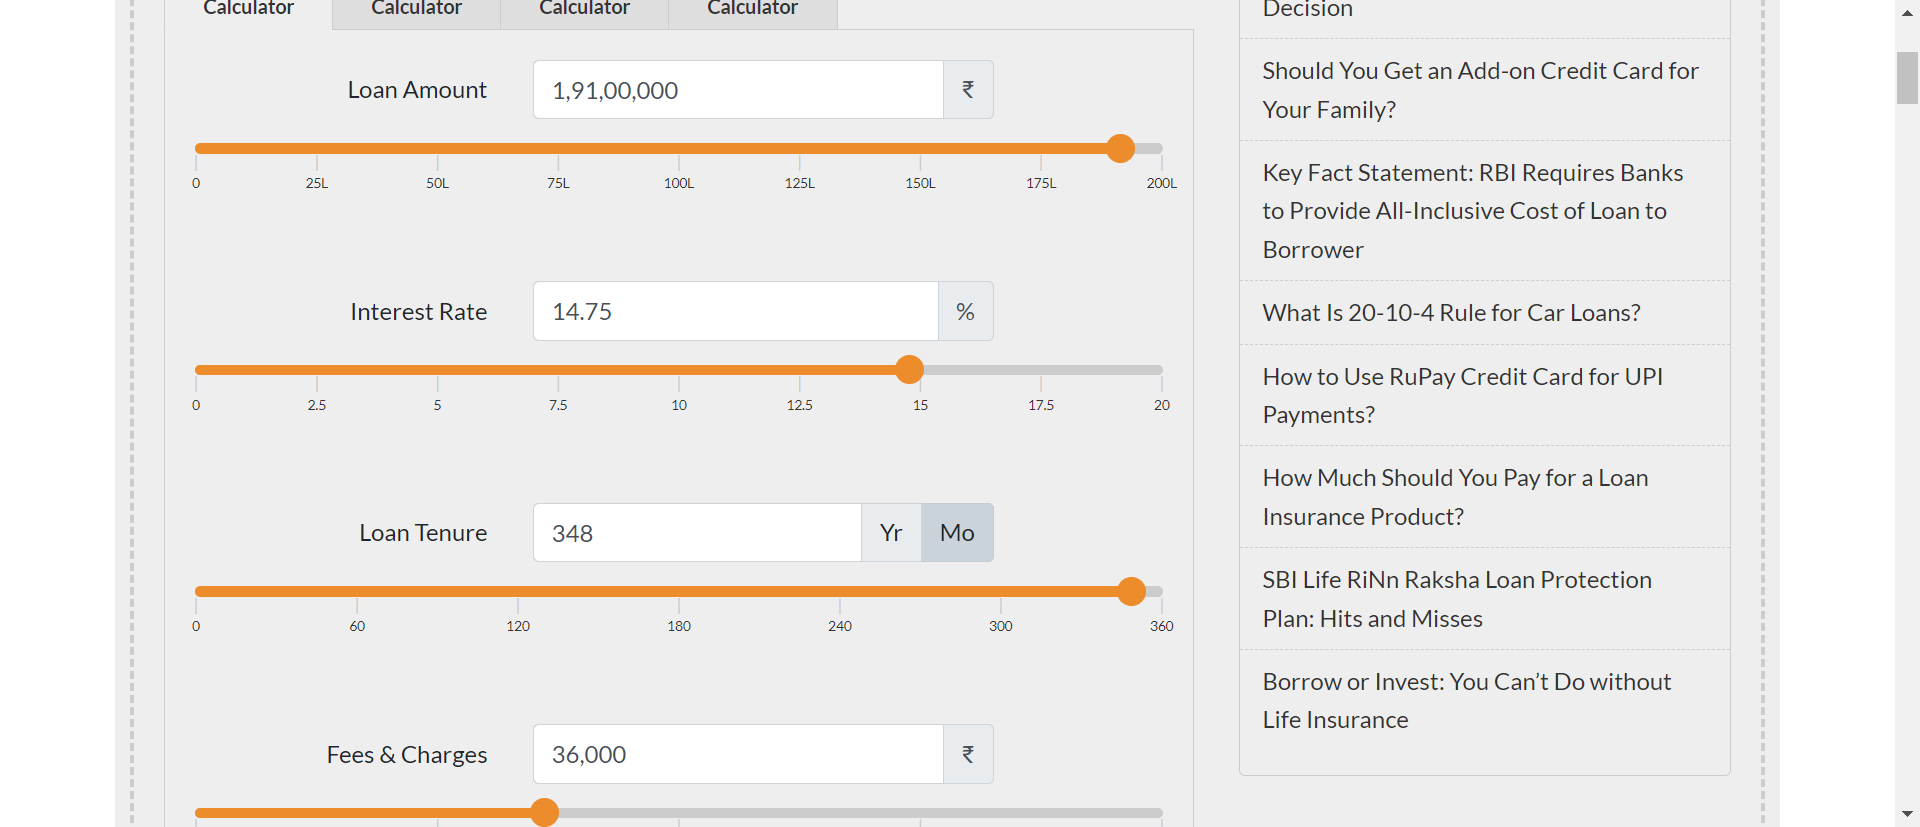 Calculator Calculator Calculator Calculator
Loan Amount 1,91,00,000 ₹
0 25L 50L 75L 100L 125L 150L 175L 200L
Interest Rate 14.75 %
0 2.5 5 7.5 10 12.5 15 17.5 20
Loan Tenure 348 Yr Mo
0 60 120 180 240 300 360
Fees & Charges 36,000 ₹
Decision
Should You Get an Add-on Credit Card for
Your Family?
Key Fact Statement: RBI Requires Banks
to Provide All-Inclusive Cost of Loan to
Borrower
What Is 20-10-4 Rule for Car Loans?
How to Use RuPay Credit Card for UPI
Payments?
How Much Should You Pay for a Loan
Insurance Product?
SBI Life RiNn Raksha Loan Protection
Plan: Hits and Misses
Borrow or Invest: You Can’t Do without
Life Insurance